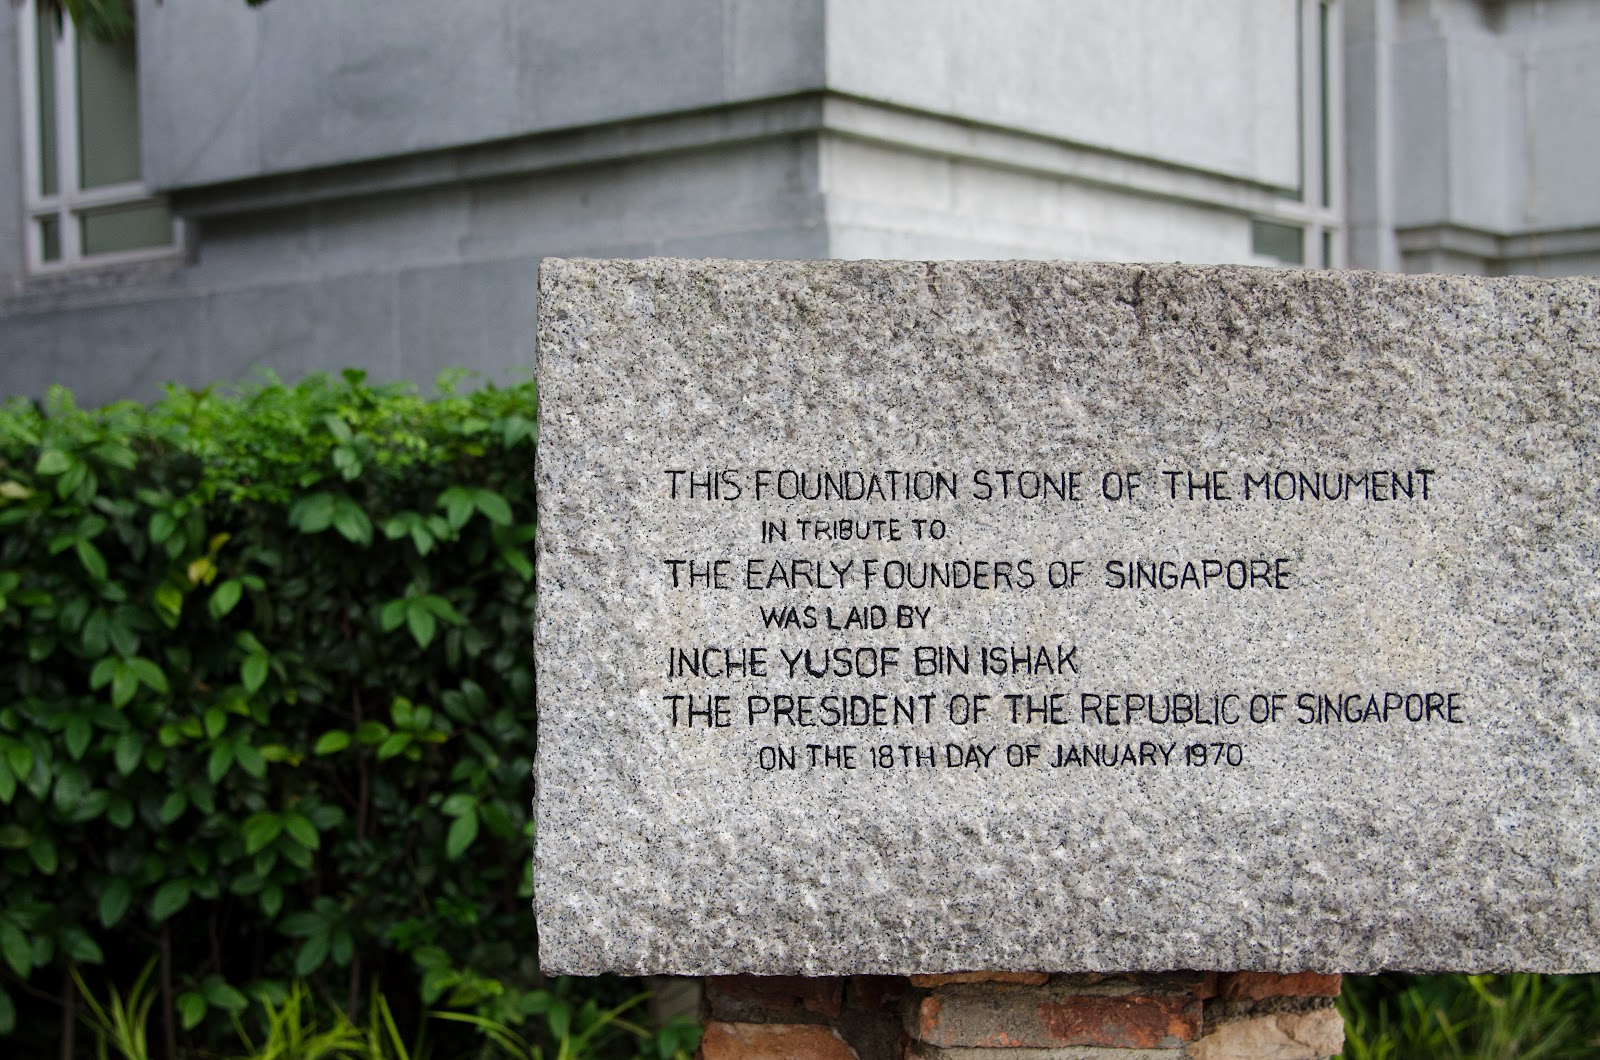 THIS FOUNDATION STONE OF THE MONUMENT
IN TRIBUTE TO
THE EARLY FOUNDERS OF SINGAPORE
WAS LAID BY
INCHE YUSOF BIN ISHAK
THE PRESIDENT OF THE REPUBLIC OF SINGAPORE
ON THE 18TH DAY OF JANUARY 1970